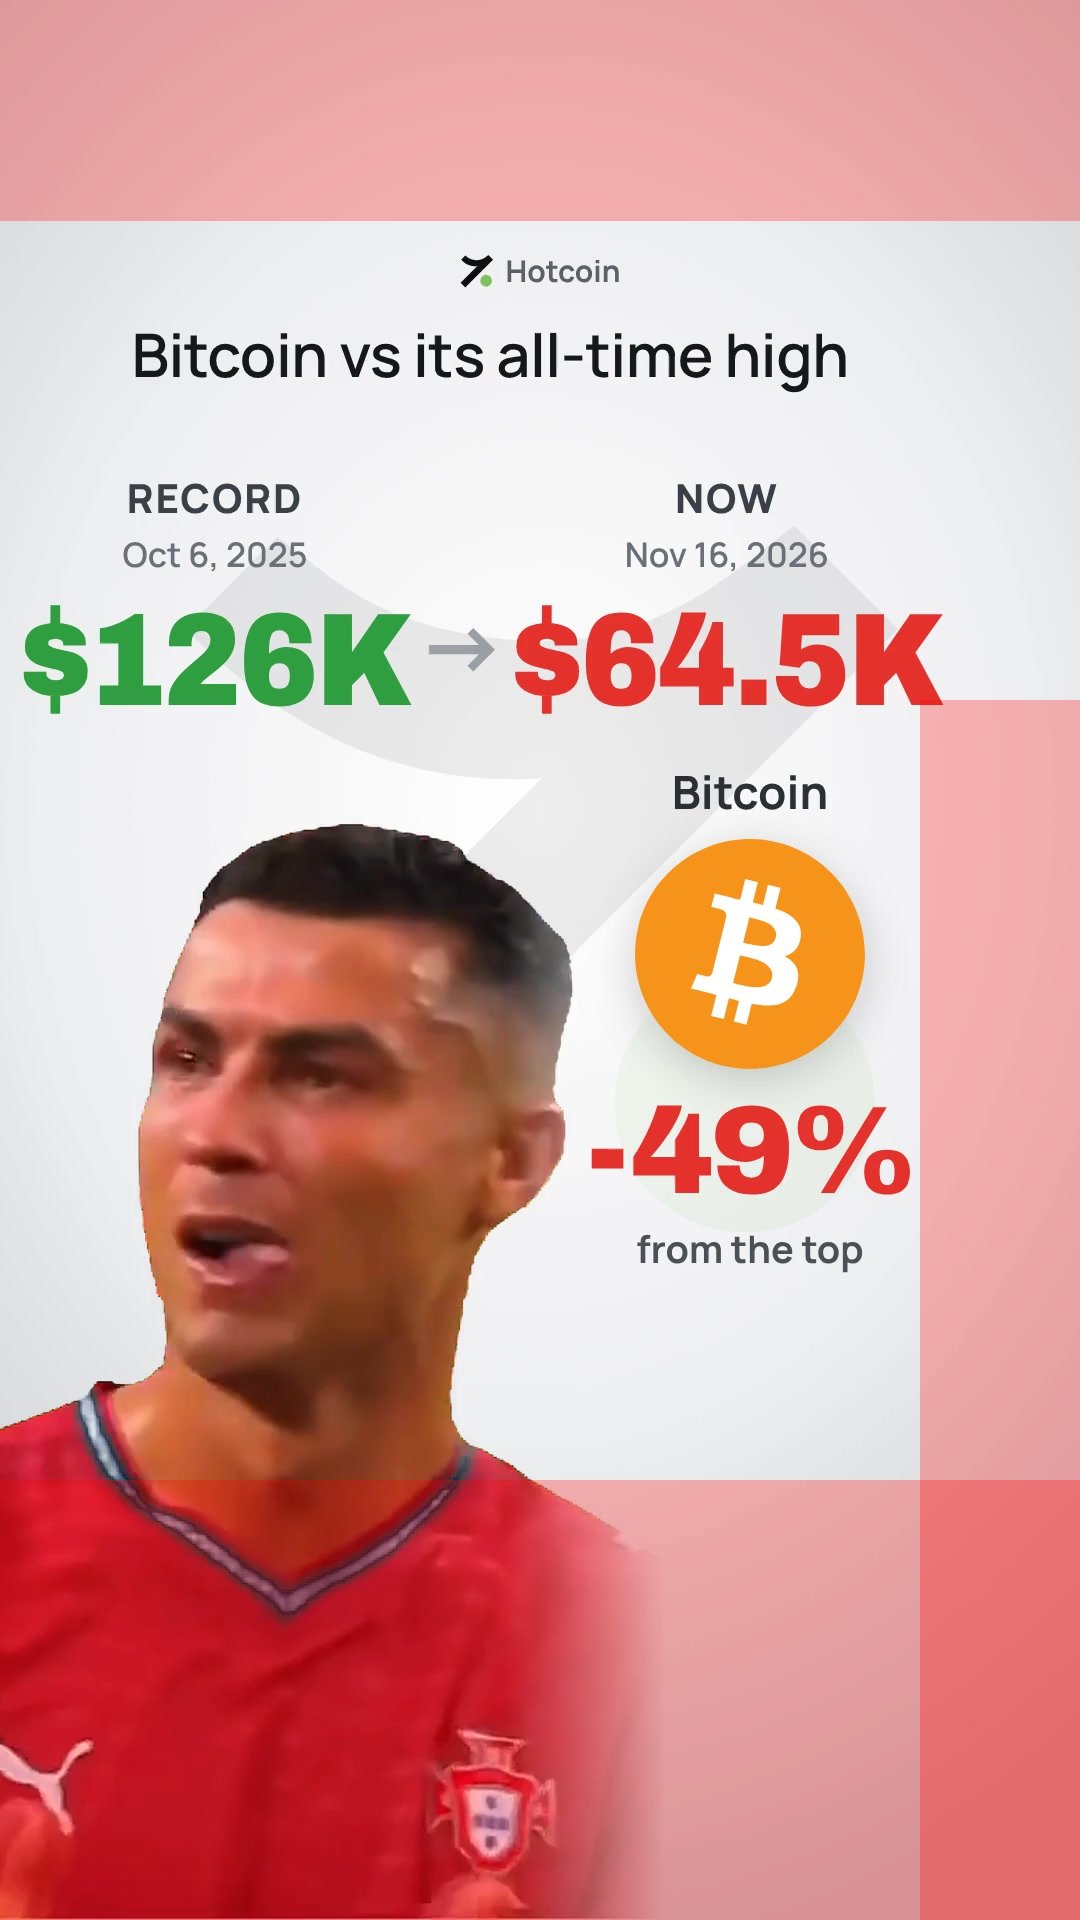 Hotcoin
Bitcoin vs its all-time high
RECORD
Oct 6, 2025
$126K
→
NOW
Nov 16, 2026
$64.5K
Bitcoin
-49%
from the top